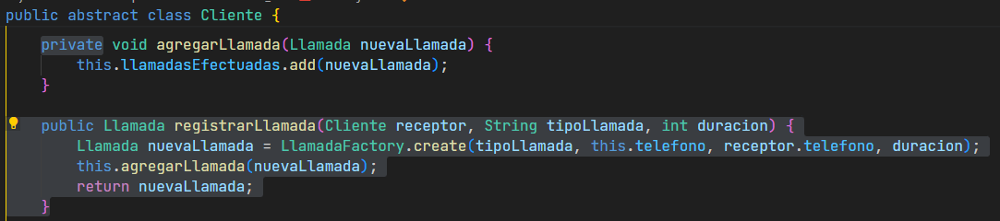 public abstract class Cliente {
    private void agregarLlamada(Llamada nuevaLlamada) {
        this.llamadasEfectuadas.add(nuevaLlamada);
    }
    public Llamada registrarLlamada(Cliente receptor, String tipoLlamada, int duracion) {
        Llamada nuevaLlamada = LlamadaFactory.create(tipoLlamada, this.telefono, receptor.telefono, duracion);
        this.agregarLlamada(nuevaLlamada);
        return nuevaLlamada;
    }